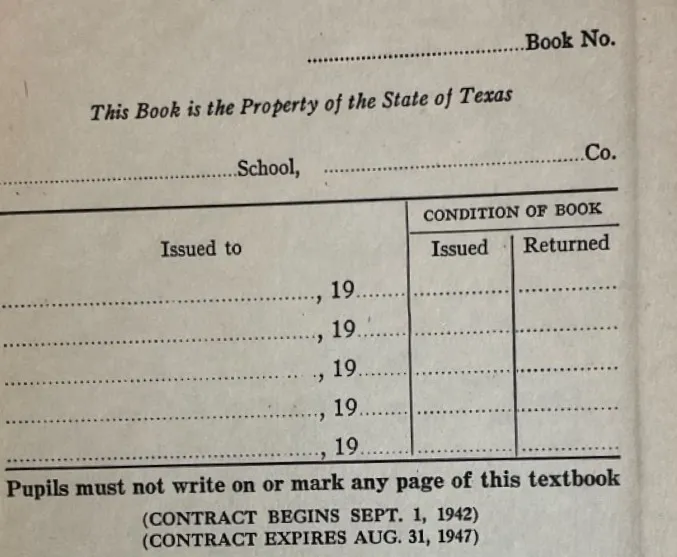 ........................................Book No.
This Book is the Property of the State of Texas
........................................School, ........................................Co.
CONDITION OF BOOK
Issued to Issued Returned
........................................, 19........ ................ ................
........................................, 19........ ................ ................
........................................, 19........ ................ ................
........................................, 19........ ................ ................
........................................, 19........ ................ ................
Pupils must not write on or mark any page of this textbook
(CONTRACT BEGINS SEPT. 1, 1942)
(CONTRACT EXPIRES AUG. 31, 1947)